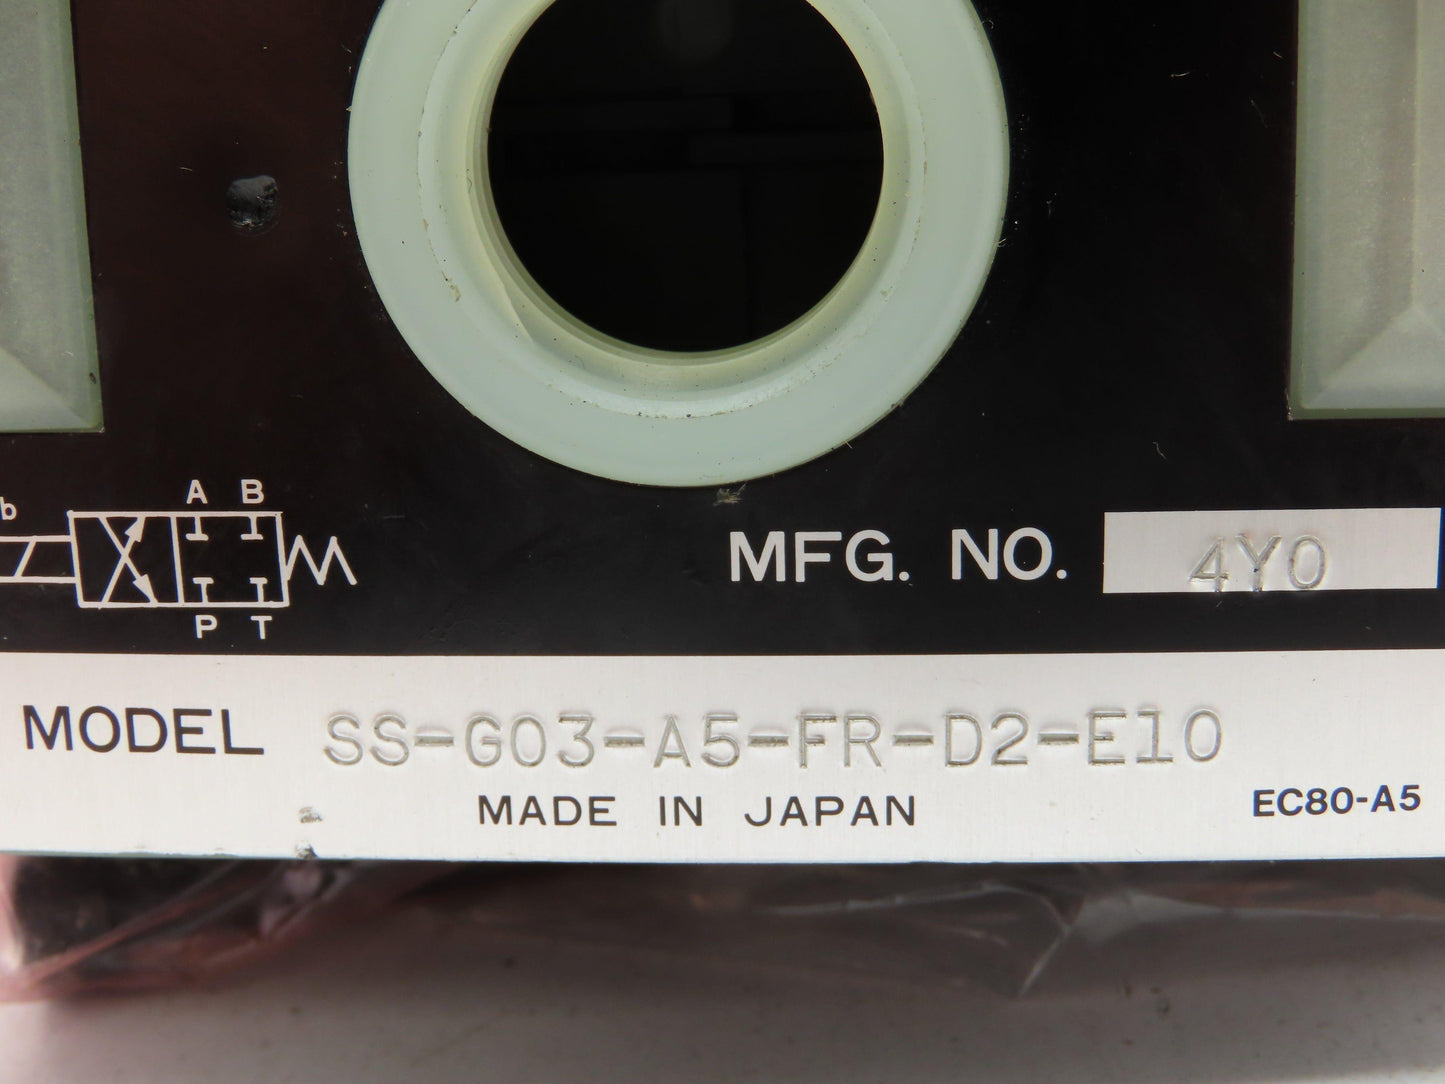 A B
b
P T
MFG. NO. 4Y0
MODEL SS-G03-A5-FR-D2-E10
MADE IN JAPAN
EC80-A5